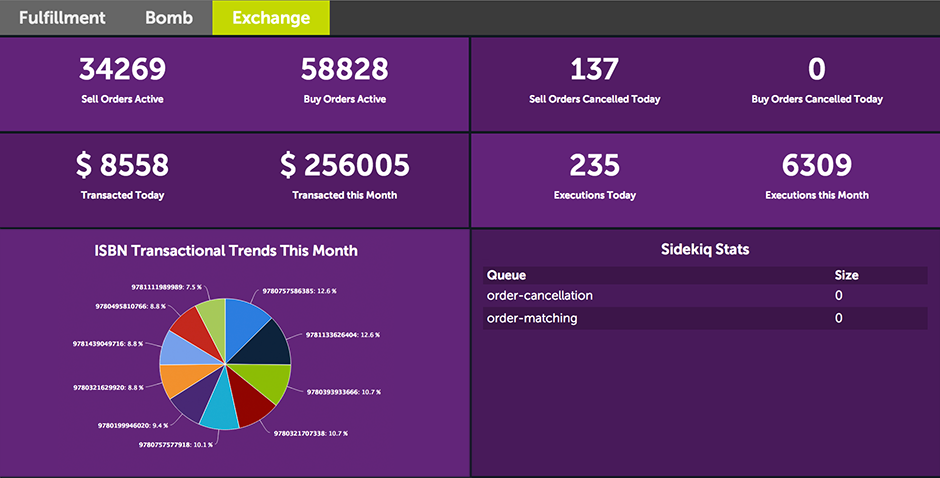 Fulfillment Bomb Exchange
34269 58828 137 0
Sell Orders Active Buy Orders Active Sell Orders Cancelled Today Buy Orders Cancelled Today
$ 8558 $ 256005 235 6309
Transacted Today Transacted this Month Executions Today Executions this Month
ISBN Transactional Trends This Month
9781111989989: 7.5 %
9780757586385: 12.6 %
9780495810766: 8.8 %
9781133626404: 12.6 %
9781439049716: 8.8 %
9780321629920: 8.8 %
9780393933666: 10.7 %
9780199946020: 9.4 %
9780321707338: 10.7 %
9780757577918: 10.1 %
Sidekiq Stats
Queue Size
order-cancellation 0
order-matching 0